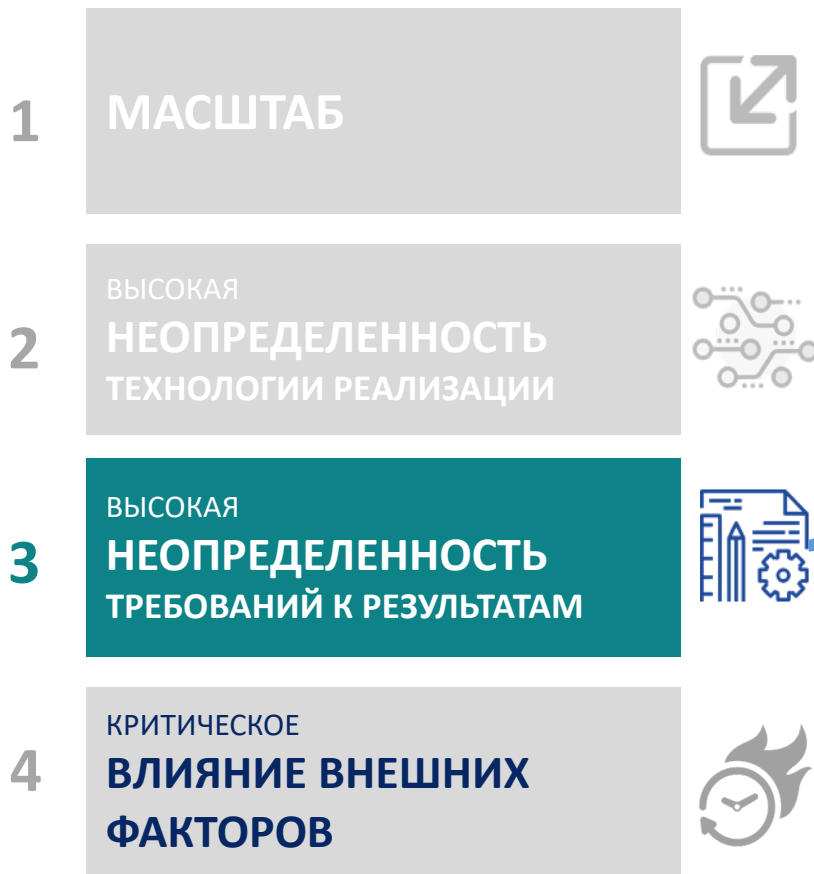 1
МАСШТАБ
2
ВЫСОКАЯ
НЕОПРЕДЕЛЕННОСТЬ
ТЕХНОЛОГИИ РЕАЛИЗАЦИИ
3
ВЫСОКАЯ
НЕОПРЕДЕЛЕННОСТЬ
ТРЕБОВАНИЙ К РЕЗУЛЬТАТАМ
4
КРИТИЧЕСКОЕ
ВЛИЯНИЕ ВНЕШНИХ
ФАКТОРОВ